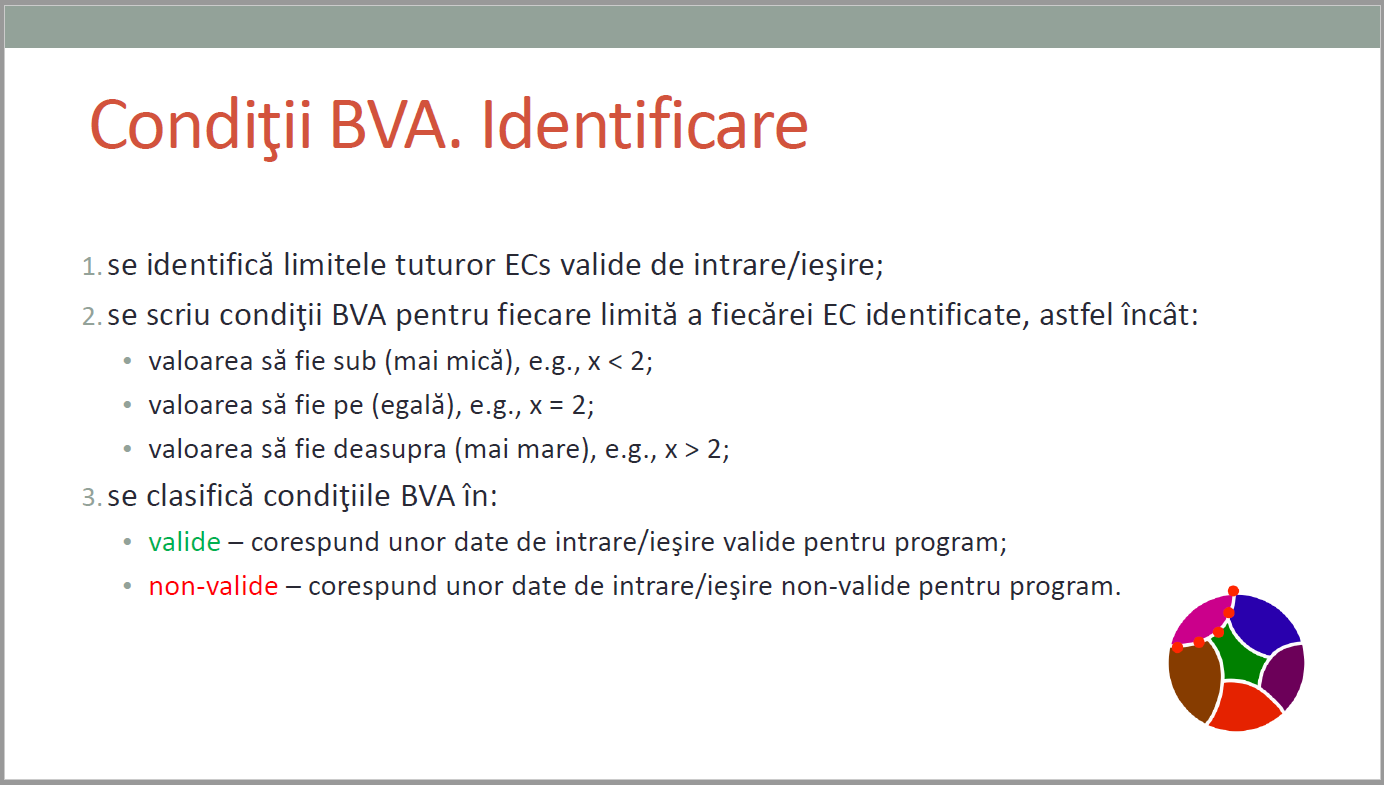 Condiţii BVA. Identificare
1. se identifică limitele tuturor ECs valide de intrare/ieşire;
2. se scriu condiţii BVA pentru fiecare limită a fiecărei EC identificate, astfel încât:
• valoarea să fie sub (mai mică), e.g., x < 2;
• valoarea să fie pe (egală), e.g., x = 2;
• valoarea să fie deasupra (mai mare), e.g., x > 2;
3. se clasifică condiţiile BVA în:
• valide – corespund unor date de intrare/ieşire valide pentru program;
• non-valide – corespund unor date de intrare/ieşire non-valide pentru program.